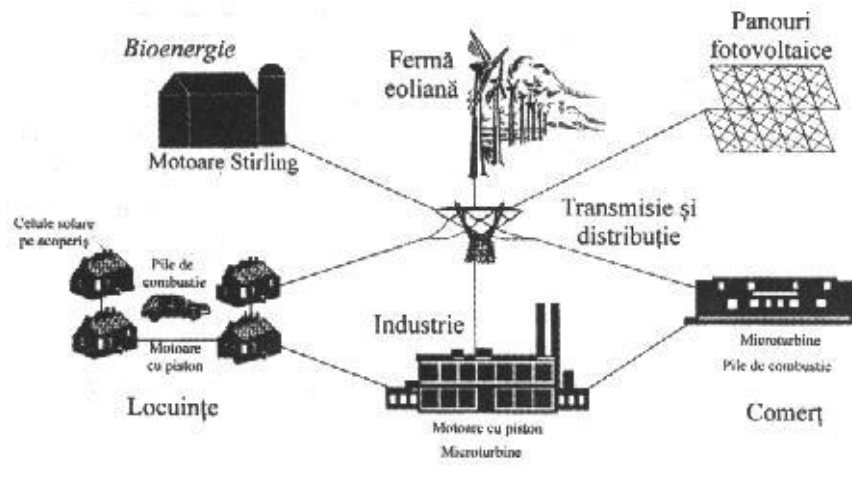 Bioenergie
Motoare Stirling
Fermă
eoliană
Panouri
fotovoltaice
Transmisie și
distribuție
Celule solare
pe acoperiș
Pile de
combustie
Motoare
cu piston
Locuințe
Industrie
Motoare cu piston
Microturbine
Microturbine
Pile de combustie
Comerț